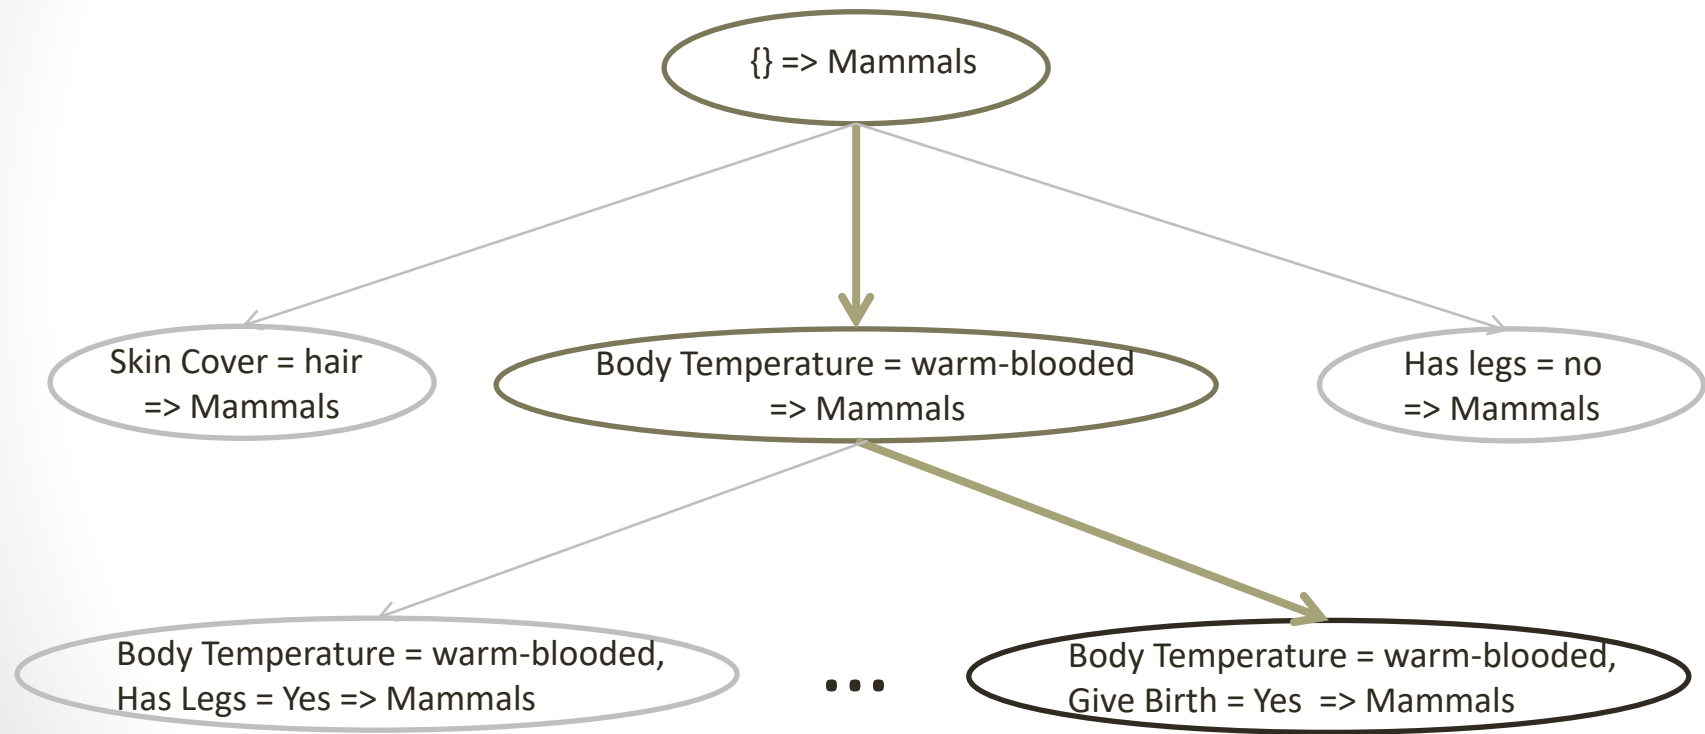 {} => Mammals
Skin Cover = hair
=> Mammals
Body Temperature = warm-blooded
=> Mammals
Has legs = no
=> Mammals
Body Temperature = warm-blooded,
Has Legs = Yes => Mammals
...
Body Temperature = warm-blooded,
Give Birth = Yes => Mammals